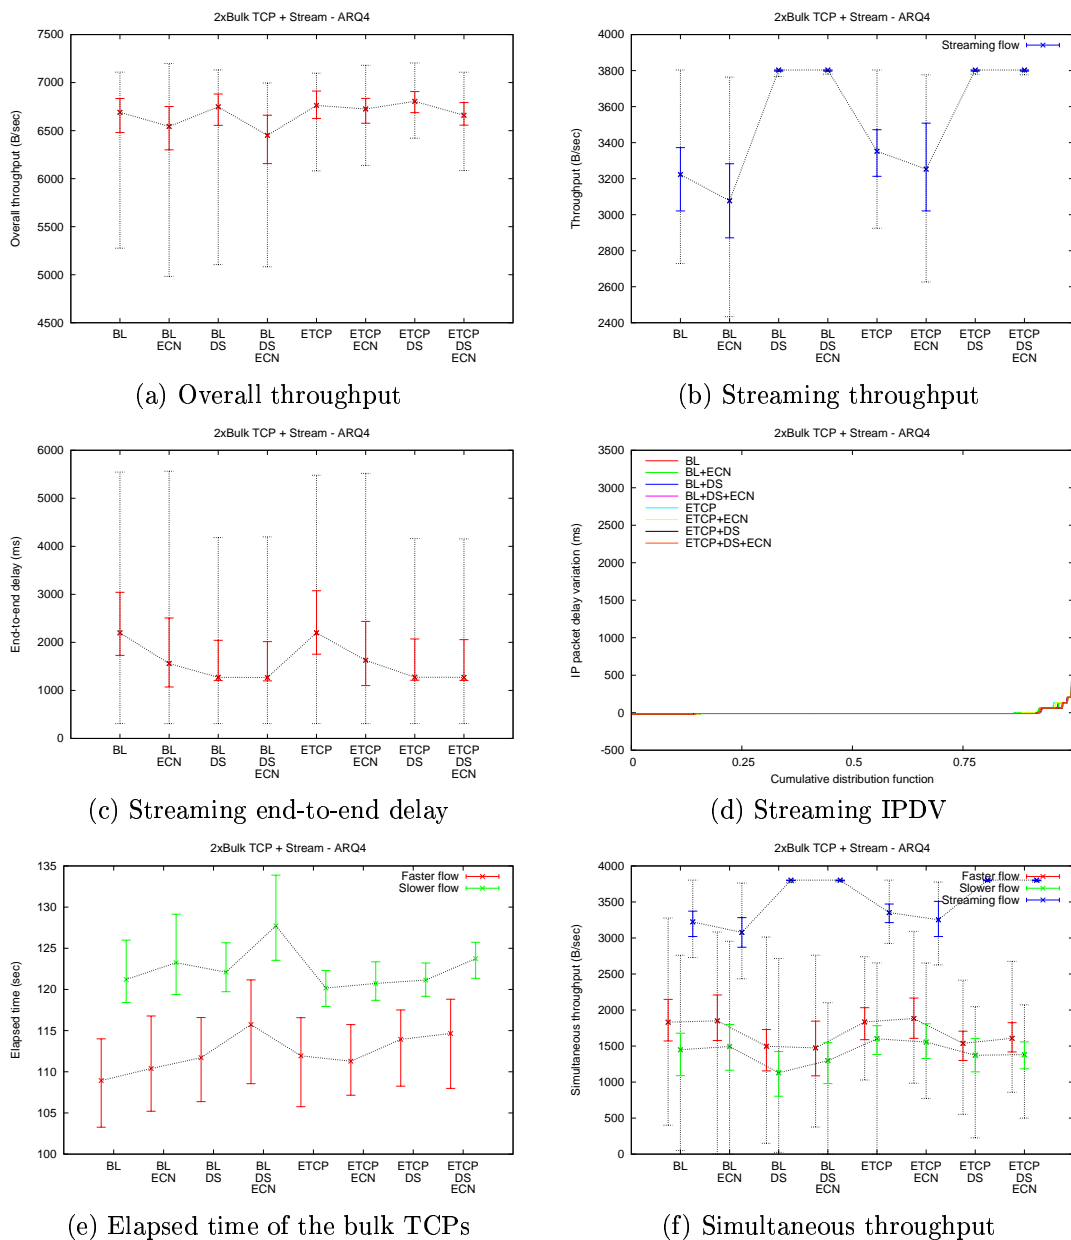 2xBulk TCP + Stream - ARQ4
7500
7000
6500
6000
5500
5000
4500
Overall throughput (B/sec)
BL
BL
ECN
BL
DS
BL
DS
ECN
ETCP
ETCP
ECN
ETCP
DS
ETCP
DS
ECN
(a) Overall throughput
2xBulk TCP + Stream - ARQ4
Streaming flow
4000
3800
3600
3400
3200
3000
2800
2600
2400
Throughput (B/sec)
BL
BL
ECN
BL
DS
BL
DS
ECN
ETCP
ETCP
ECN
ETCP
DS
ETCP
DS
ECN
(b) Streaming throughput
2xBulk TCP + Stream - ARQ4
6000
5000
4000
3000
2000
1000
0
End-to-end delay (ms)
BL
BL
ECN
BL
DS
BL
DS
ECN
ETCP
ETCP
ECN
ETCP
DS
ETCP
DS
ECN
(c) Streaming end-to-end delay
2xBulk TCP + Stream - ARQ4
BL
BL+ECN
BL+DS
BL+DS+ECN
ETCP
ETCP+ECN
ETCP+DS
ETCP+DS+ECN
3500
3000
2500
2000
1500
1000
500
0
-500
IP packet delay variation (ms)
0
0.25
0.5
0.75
Cumulative distribution function
(d) Streaming IPDV
2xBulk TCP + Stream - ARQ4
Faster flow
Slower flow
135
130
125
120
115
110
105
100
Elapsed time (sec)
BL
BL
ECN
BL
DS
BL
DS
ECN
ETCP
ETCP
ECN
ETCP
DS
ETCP
DS
ECN
(e) Elapsed time of the bulk TCPs
2xBulk TCP + Stream - ARQ4
Faster flow
Slower flow
Streaming flow
4000
3500
3000
2500
2000
1500
1000
500
0
Simultaneous throughput (B/sec)
BL
BL
ECN
BL
DS
BL
DS
ECN
ETCP
ETCP
ECN
ETCP
DS
ETCP
DS
ECN
(f) Simultaneous throughput